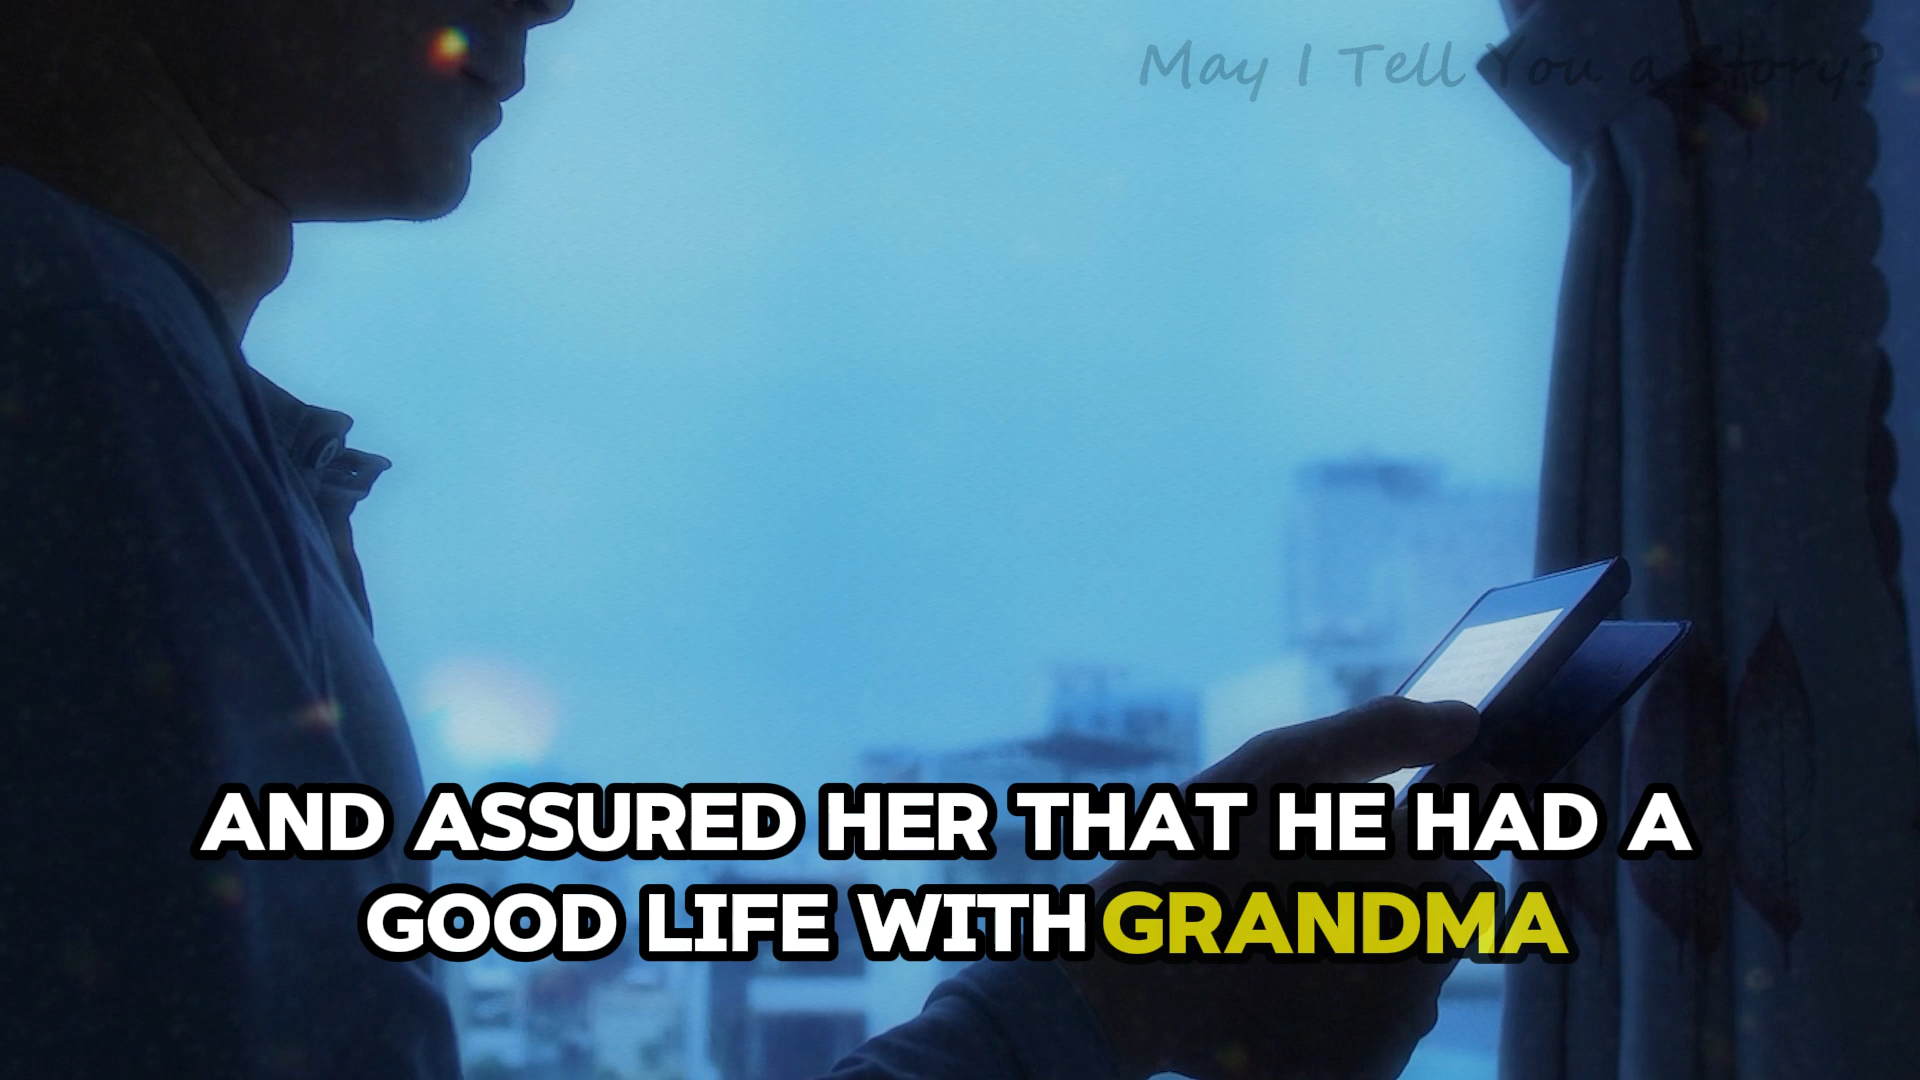 May I Tell You a Story?
AND ASSURED HER THAT HE HAD A
GOOD LIFE WITH GRANDMA